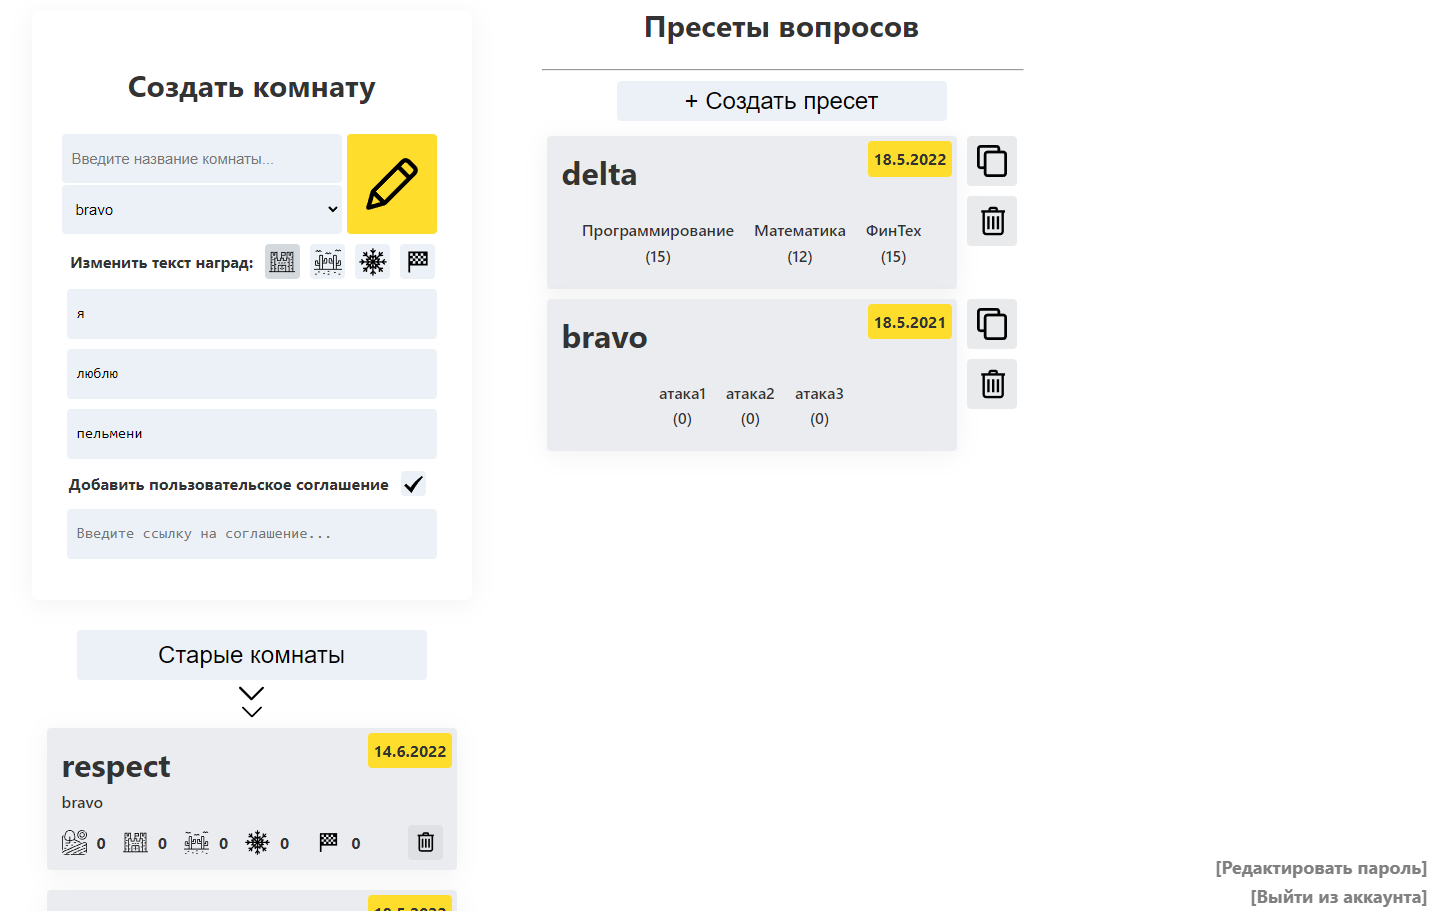 Создать комнату
Введите название комнаты...
bravo
Изменить текст наград:
я
люблю
пельмени
Добавить пользовательское соглашение
Введите ссылку на соглашение...
Старые комнаты
respect
14.6.2022
bravo
0 0 0 0 0
Пресеты вопросов
+ Создать пресет
delta
18.5.2022
Программирование Математика ФинТех
(15) (12) (15)
bravo
18.5.2021
атака1 атака2 атака3
(0) (0) (0)
[Редактировать пароль]
[Выйти из аккаунта]